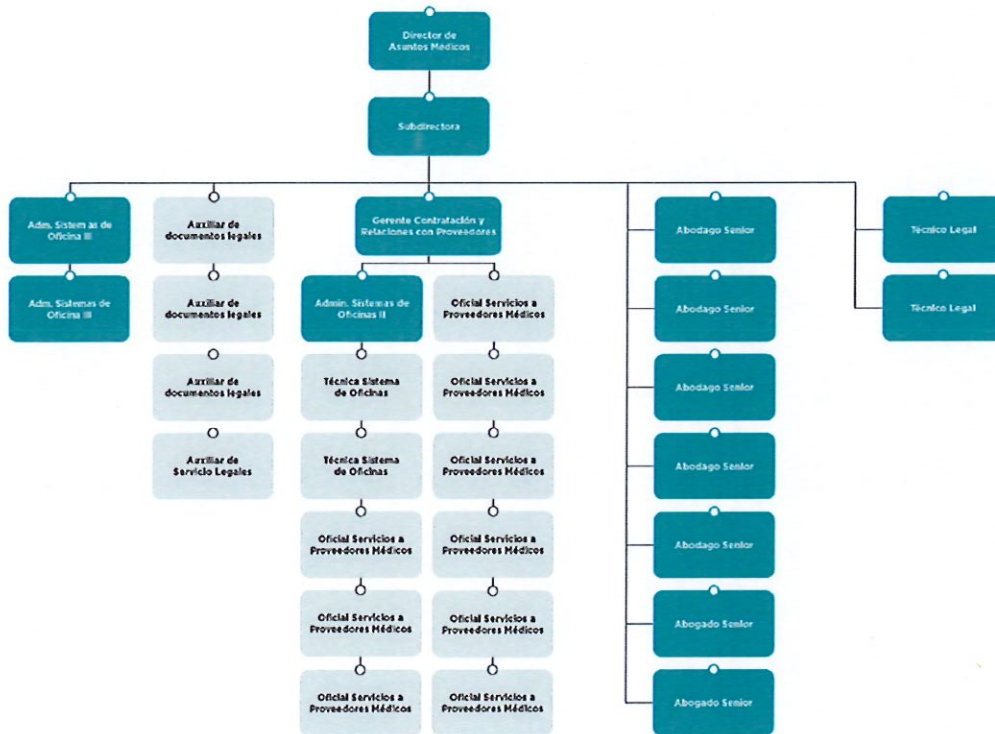 Director de
Asuntos Médicos
Subdirectora
Adm. Sistemas de
Oficina III
Adm. Sistemas de
Oficina III
Auxiliar de
documentos legales
Auxiliar de
documentos legales
Auxiliar de
documentos legales
Auxiliar de
Servicio Legales
Gerente Contratación y
Relaciones con Proveedores
Admin. Sistemas de
Oficinas II
Técnica Sistema
de Oficinas
Técnica Sistema
de Oficinas
Oficial Servicios a
Proveedores Médicos
Oficial Servicios a
Proveedores Médicos
Oficial Servicios a
Proveedores Médicos
Oficial Servicios a
Proveedores Médicos
Oficial Servicios a
Proveedores Médicos
Oficial Servicios a
Proveedores Médicos
Oficial Servicios a
Proveedores Médicos
Oficial Servicios a
Proveedores Médicos
Oficial Servicios a
Proveedores Médicos
Abodago Senior
Abodago Senior
Abodago Senior
Abodago Senior
Abodago Senior
Abogado Senior
Abogado Senior
Técnico Legal
Técnico Legal